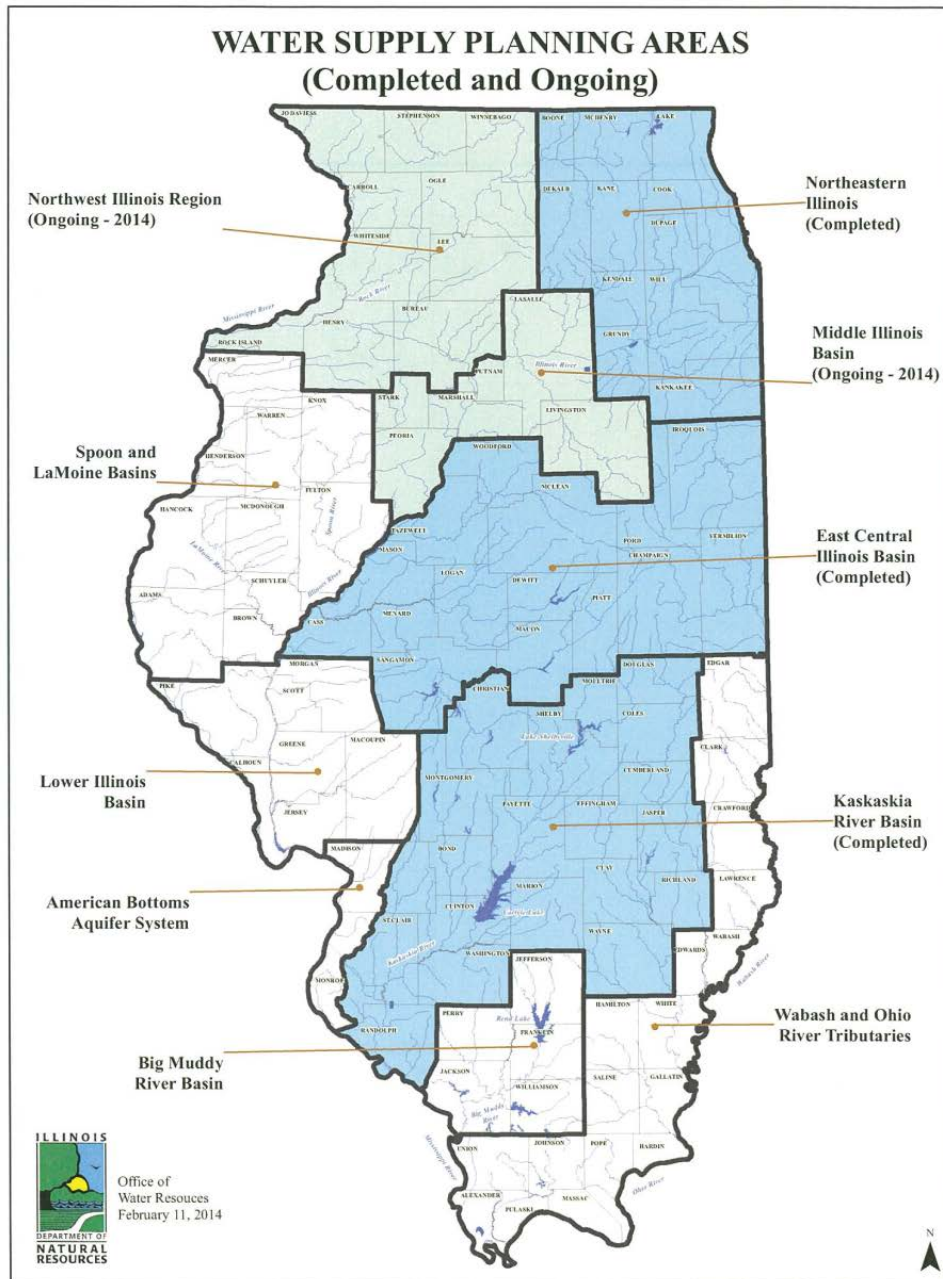 WATER SUPPLY PLANNING AREAS
(Completed and Ongoing)
JO DAVIESS
STEPHENSON
WINNEBAGO
BOONE
MCHENRY
LAKE
Northwest Illinois Region
(Ongoing - 2014)
CARROLL
OGLE
DEKALB
KANE
COOK
DUPAGE
Northeastern
Illinois
(Completed)
WHITESIDE
LEE
KENDALL
WILL
Mississippi River
Rock River
BUREAU
LASALLE
HENRY
ROCK ISLAND
GRUNDY
Middle Illinois
Basin
(Ongoing - 2014)
MERCER
PUTNAM
Illinois River
KANKAKEE
KNOX
STARK
MARSHALL
WARREN
LIVINGSTON
IROQUOIS
PEORIA
WOODFORD
Spoon and
LaMoine Basins
HENDERSON
FULTON
MCLEAN
HANCOCK
MCDONOUGH
Spoon River
TAZEWELL
FORD
VERMILION
LaMoine River
MASON
CHAMPAIGN
East Central
Illinois Basin
(Completed)
LOGAN
DEWITT
SCHUYLER
Illinois River
ADAMS
PIATT
BROWN
CASS
MENARD
MACON
SANGAMON
MORGAN
DOUGLAS
EDGAR
PIKE
SCOTT
CHRISTIAN
MOULTRIE
SHELBY
COLES
GREENE
MACOUPIN
Lake Shelbyville
CLARK
CALHOUN
Lower Illinois
Basin
MONTGOMERY
CUMBERLAND
JERSEY
FAYETTE
EFFINGHAM
JASPER
CRAWFORD
Kaskaskia
River Basin
(Completed)
MADISON
BOND
CLAY
RICHLAND
LAWRENCE
American Bottoms
Aquifer System
CLINTON
MARION
Carlyle Lake
ST.CLAIR
WAYNE
WABASH
Kaskaskia River
WASHINGTON
EDWARDS
JEFFERSON
Wabash River
MONROE
HAMILTON
WHITE
Wabash and Ohio
River Tributaries
RANDOLPH
PERRY
Rend Lake
FRANKLIN
Big Muddy
River Basin
JACKSON
SALINE
GALLATIN
WILLIAMSON
Big Muddy
River
Mississippi River
UNION
JOHNSON
POPE
HARDIN
ALEXANDER
MASSAC
PULASKI
Ohio River
ILLINOIS
DEPARTMENT OF
NATURAL
RESOURCES
Office of
Water Resouces
February 11, 2014
N